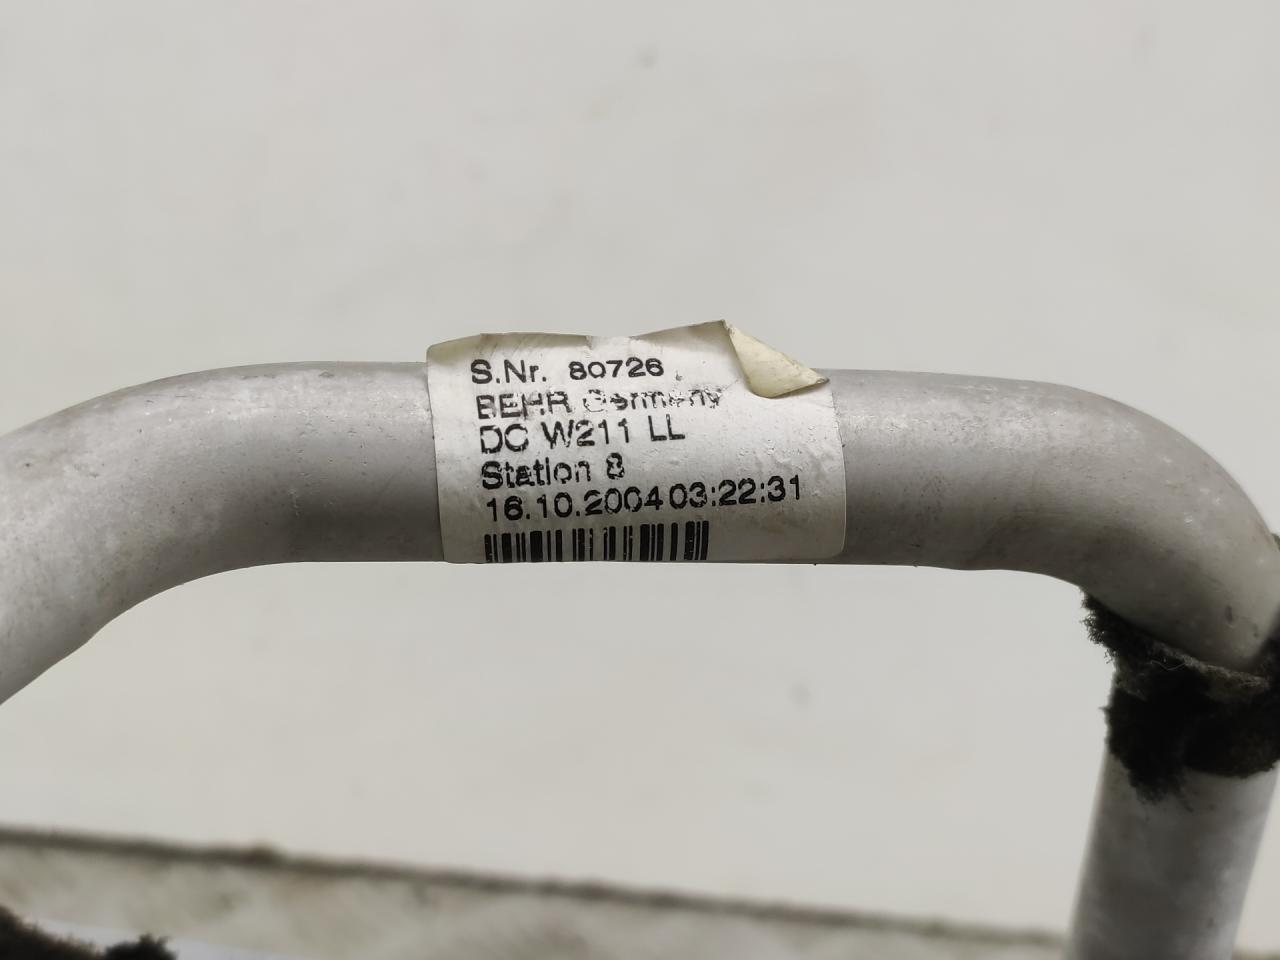 S.Nr. 80726
BEHR Germany
DC W211 LL
Station 8
16.10.2004 03:22:31